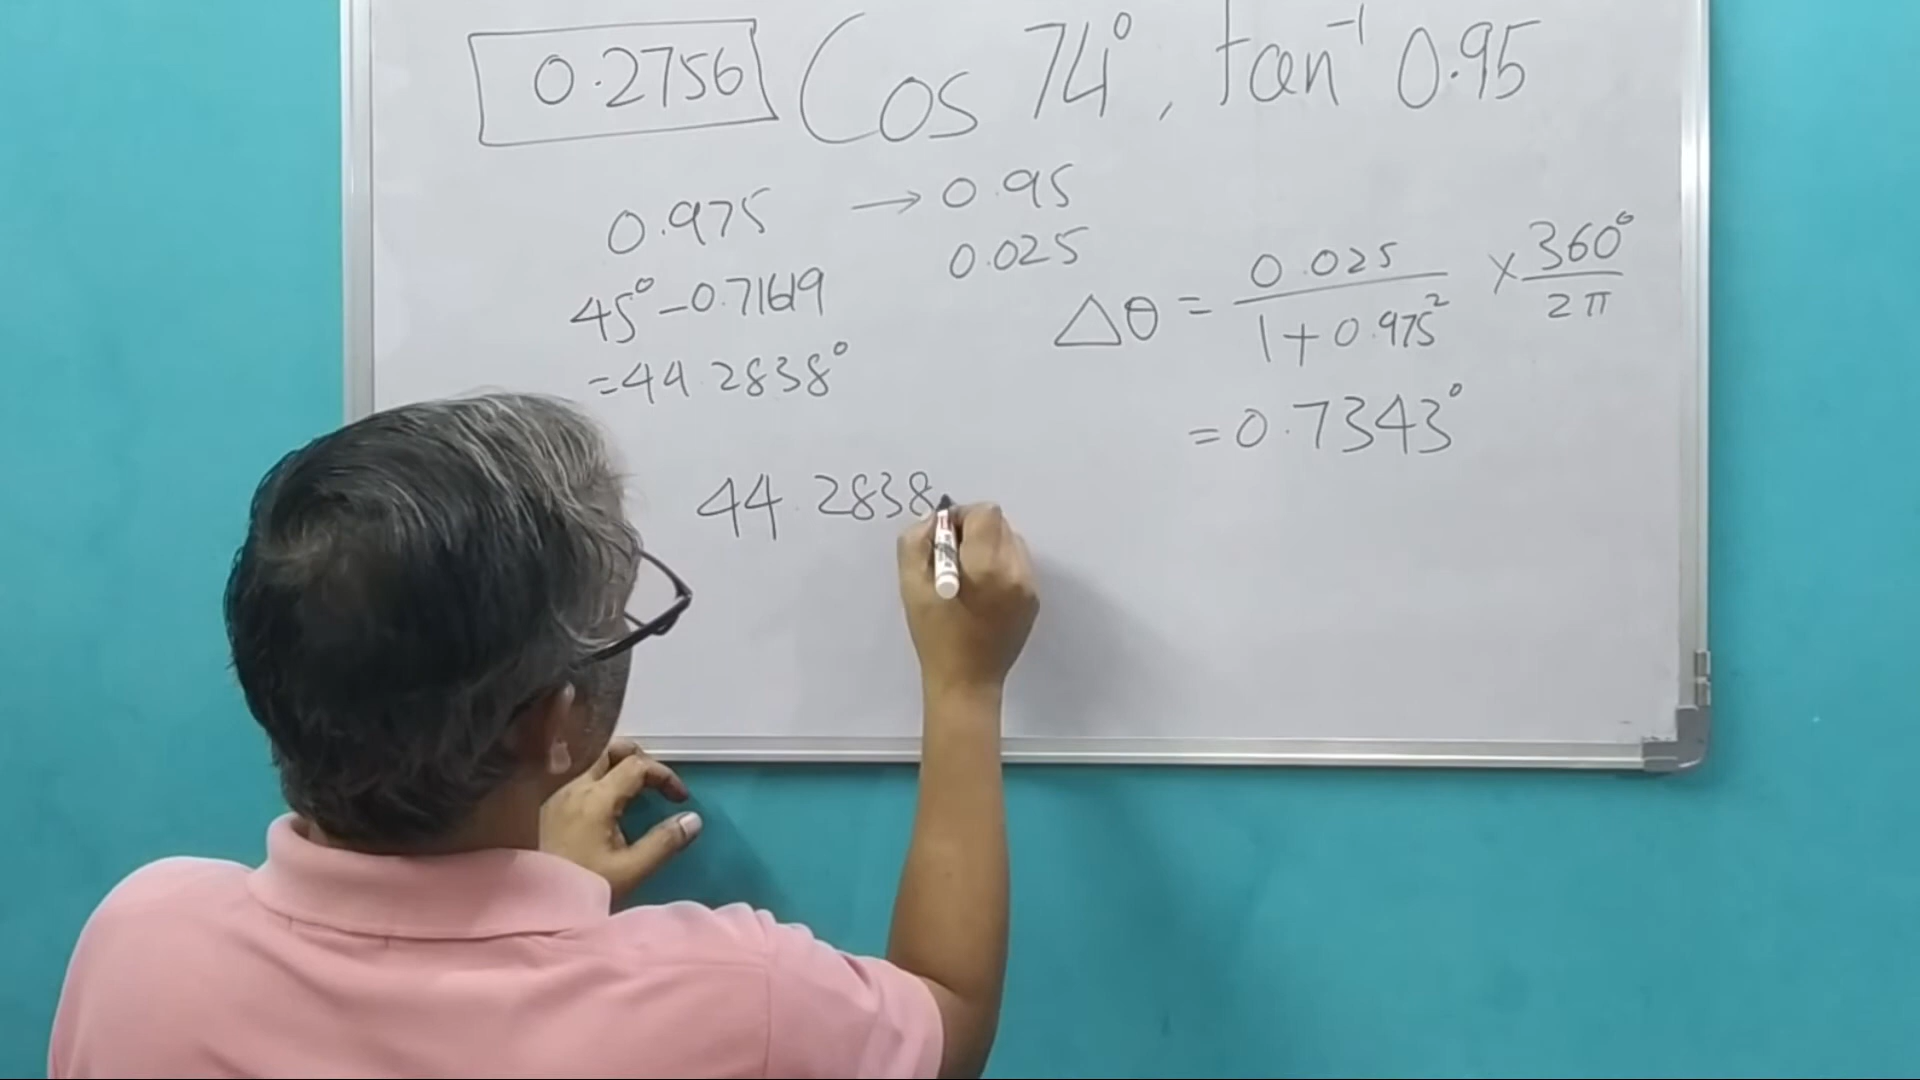 0.2756 Cos 74°, tan⁻¹ 0.95
0.975 → 0.95
0.025
45° - 0.71619
= 44.2838°
Δθ = 0.025 / 1 + 0.975² × 360° / 2π
= 0.7343°
44.2838